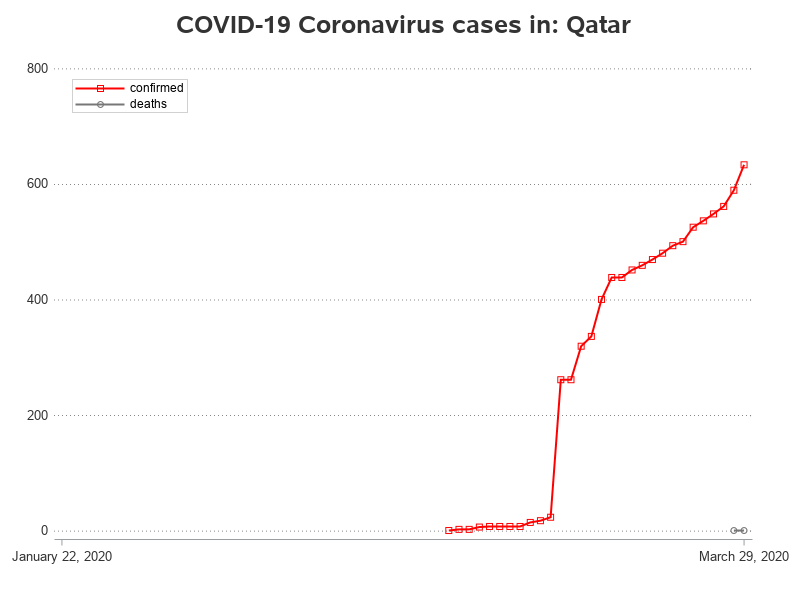 COVID-19 Coronavirus cases in: Qatar
800
confirmed
deaths
600
400
200
0
January 22, 2020
March 29, 2020